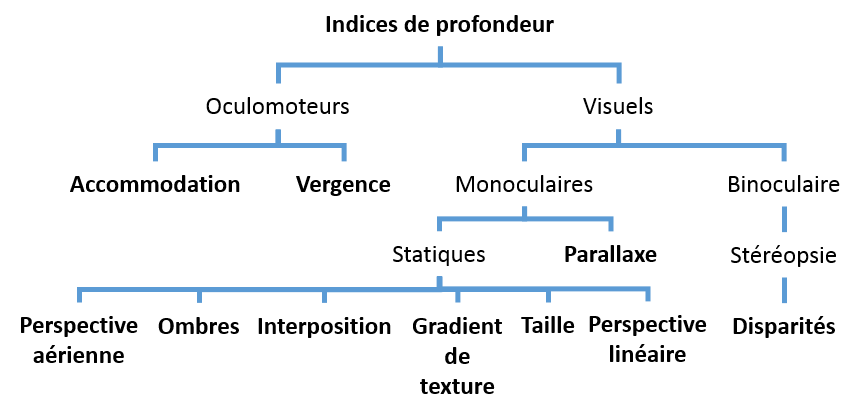 Indices de profondeur
Oculomoteurs
Visuels
Accommodation
Vergence
Monoculaires
Binoculaire
Statiques
Parallaxe
Stéréopsie
Perspective
aérienne
Ombres
Interposition
Gradient
de
texture
Taille
Perspective
linéaire
Disparités